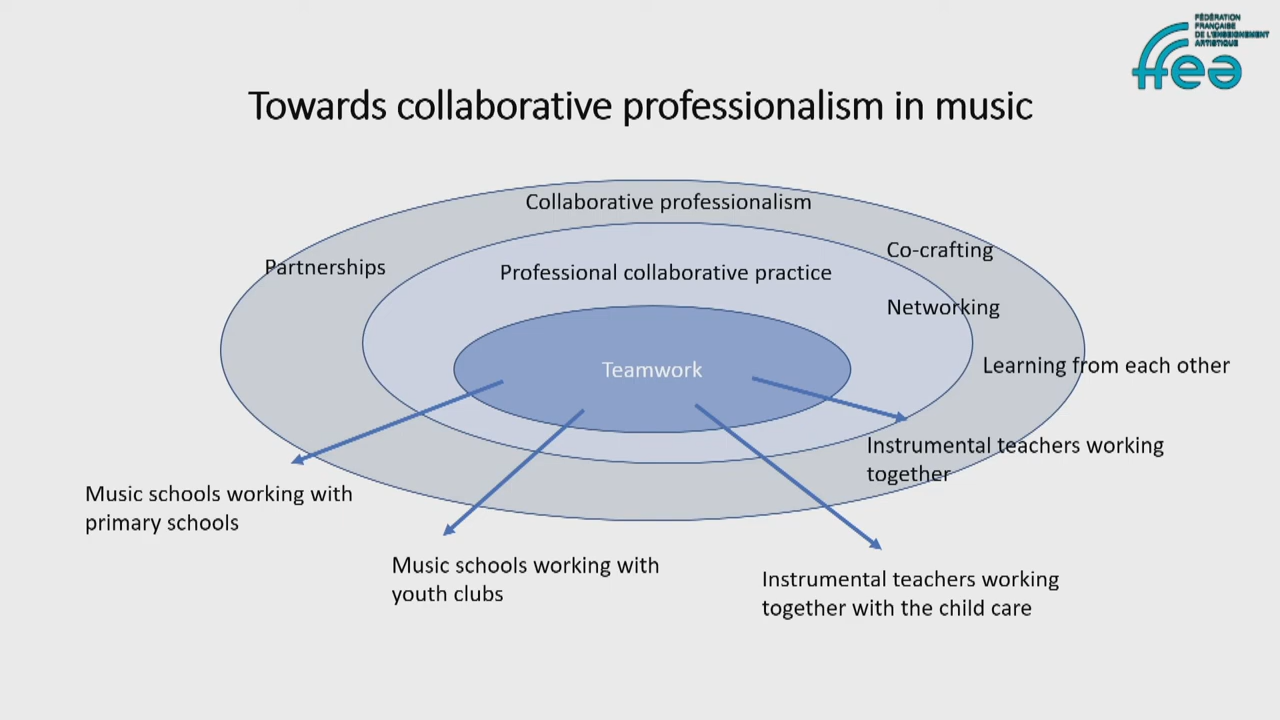 FÉDÉRATION
FRANÇAISE
DE L'ENSEIGNEMENT
ARTISTIQUE
ffea
Towards collaborative professionalism in music
Collaborative professionalism
Co-crafting
Partnerships
Professional collaborative practice
Networking
Learning from each other
Teamwork
Instrumental teachers working
together
Music schools working with
primary schools
Music schools working with
youth clubs
Instrumental teachers working
together with the child care